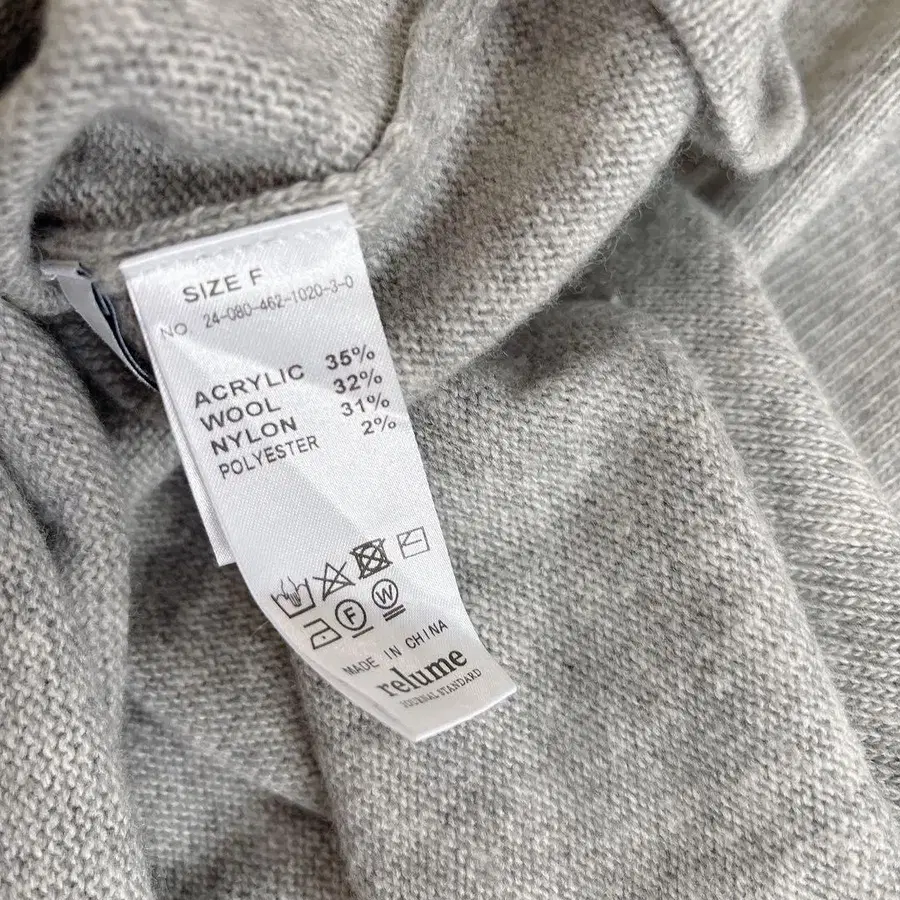 SIZE F
NO. 24-080-462-1020-3-0
ACRYLIC 35%
WOOL 32%
NYLON 31%
POLYESTER 2%
F W
MADE IN CHINA
relume
JOURNAL STANDARD